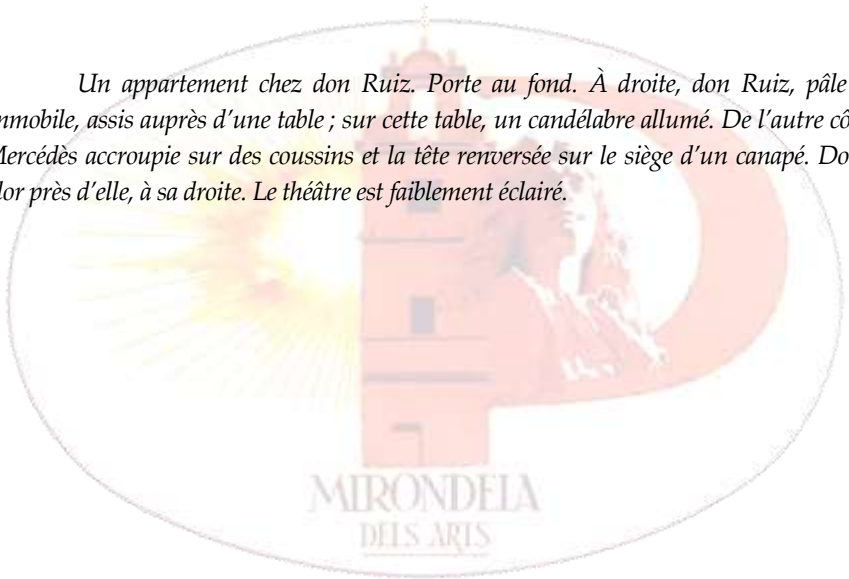 Un appartement chez don Ruiz. Porte au fond. À droite, don Ruiz, pâle
mmobile, assis auprès d’une table ; sur cette table, un candélabre allumé. De l’autre cô
Mercédès accroupie sur des coussins et la tête renversée sur le siège d’un canapé. Do
lor près d’elle, à sa droite. Le théâtre est faiblement éclairé.
MIRONDELA
DELS ARTS